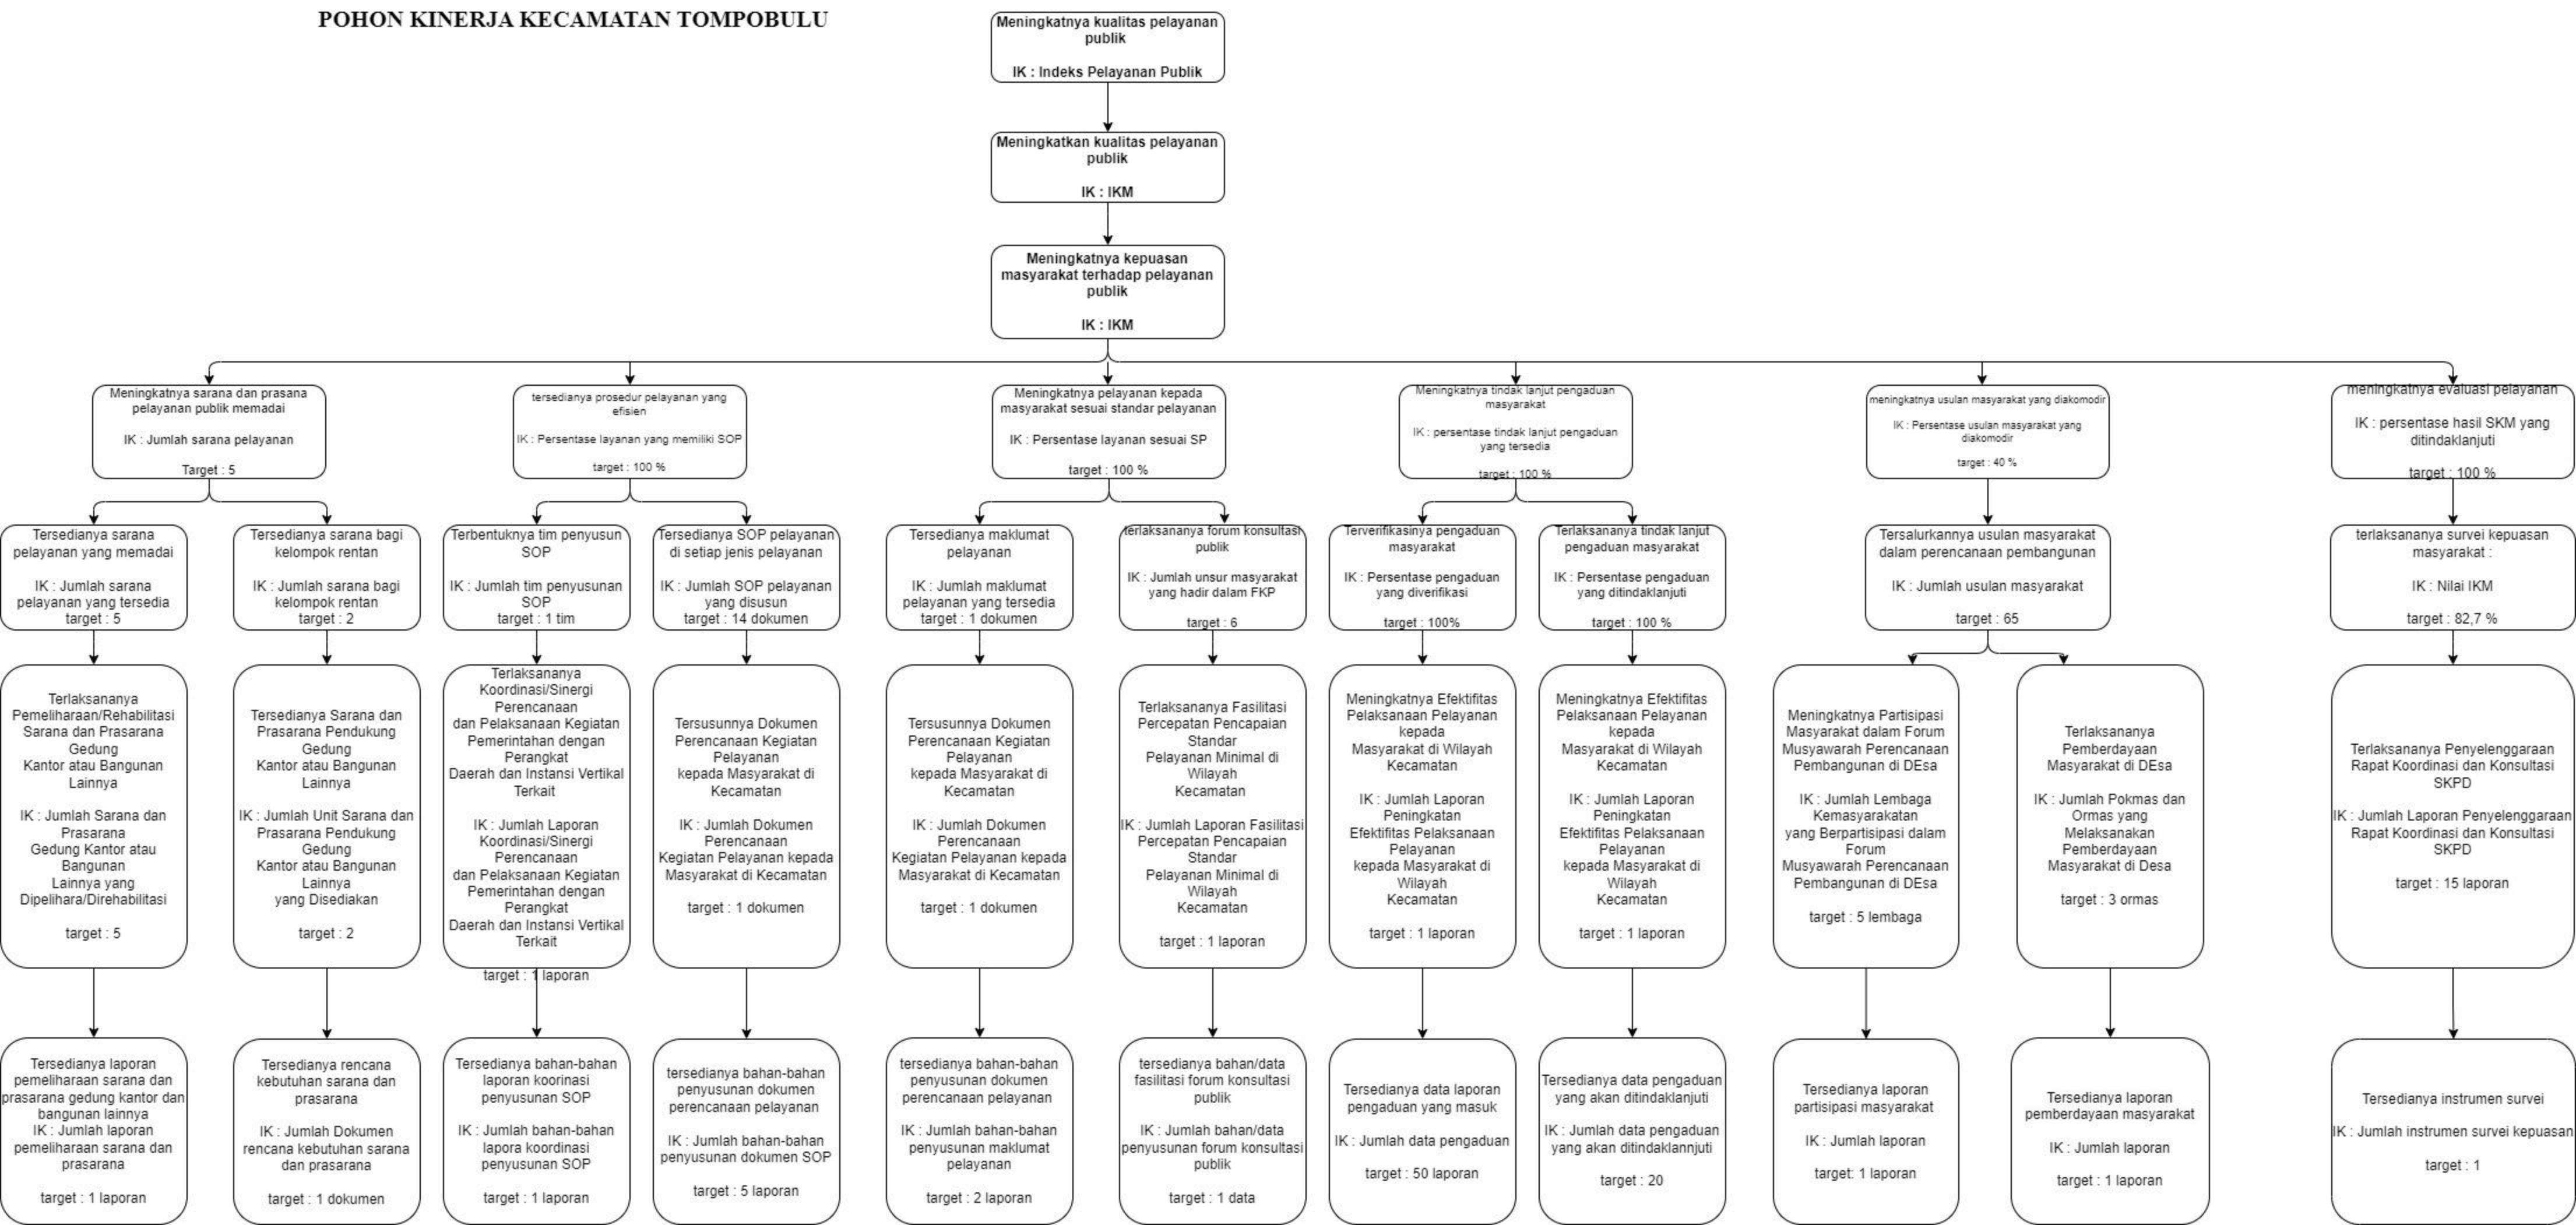 POHON KINERJA KECAMATAN TOMPOBULU
Meningkatnya kualitas pelayanan
publik
IK : Indeks Pelayanan Publik
Meningkatkan kualitas pelayanan
publik
IK : IKM
Meningkatnya kepuasan
masyarakat terhadap pelayanan
publik
IK : IKM
Meningkatnya sarana dan prasana
pelayanan publik memadai
IK : Jumlah sarana pelayanan
Target : 5
tersedianya prosedur pelayanan yang
efisien
IK : Persentase layanan yang memiliki SOP
target : 100 %
Meningkatnya pelayanan kepada
masyarakat sesuai standar pelayanan
IK : Persentase layanan sesuai SP
target : 100 %
Meningkatnya tindak lanjut pengaduan
masyarakat
IK : persentase tindak lanjut pengaduan
yang tersedia
target : 100 %
meningkatnya usulan masyarakat yang diakomodir
IK : Persentase usulan masyarakat yang
diakomodir
target : 40 %
meningkatnya evaluasi pelayanan
IK : persentase hasil SKM yang
ditindaklanjuti
target : 100 %
Tersedianya sarana
pelayanan yang memadai
IK : Jumlah sarana
pelayanan yang tersedia
target : 5
Tersedianya sarana bagi
kelompok rentan
IK : Jumlah sarana bagi
kelompok rentan
target : 2
Terbentuknya tim penyusun
SOP
IK : Jumlah tim penyusunan
SOP
target : 1 tim
Tersedianya SOP pelayanan
di setiap jenis pelayanan
IK : Jumlah SOP pelayanan
yang disusun
target : 14 dokumen
Tersedianya maklumat
pelayanan
IK : Jumlah maklumat
pelayanan yang tersedia
target : 1 dokumen
terlaksananya forum konsultasi
publik
IK : Jumlah unsur masyarakat
yang hadir dalam FKP
target : 6
Terverifikasinya pengaduan
masyarakat
IK : Persentase pengaduan
yang diverifikasi
target : 100%
Terlaksananya tindak lanjut
pengaduan masyarakat
IK : Persentase pengaduan
yang ditindaklanjuti
target : 100 %
Tersalurkannya usulan masyarakat
dalam perencanaan pembangunan
IK : Jumlah usulan masyarakat
target : 65
terlaksananya survei kepuasan
masyarakat :
IK : Nilai IKM
target : 82,7 %
Terlaksananya
Pemeliharaan/Rehabilitasi
Sarana dan Prasarana
Gedung
Kantor atau Bangunan
Lainnya
IK : Jumlah Sarana dan
Prasarana
Gedung Kantor atau
Bangunan
Lainnya yang
Dipelihara/Direhabilitasi
target : 5
Tersedianya Sarana dan
Prasarana Pendukung
Gedung
Kantor atau Bangunan
Lainnya
IK : Jumlah Unit Sarana dan
Prasarana Pendukung
Gedung
Kantor atau Bangunan
Lainnya
yang Disediakan
target : 2
Terlaksananya
Koordinasi/Sinergi
Perencanaan
dan Pelaksanaan Kegiatan
Pemerintahan dengan
Perangkat
Daerah dan Instansi Vertikal
Terkait
IK : Jumlah Laporan
Koordinasi/Sinergi
Perencanaan
dan Pelaksanaan Kegiatan
Pemerintahan dengan
Perangkat
Daerah dan Instansi Vertikal
Terkait
target : 1 laporan
Tersusunnya Dokumen
Perencanaan Kegiatan
Pelayanan
kepada Masyarakat di
Kecamatan
IK : Jumlah Dokumen
Perencanaan
Kegiatan Pelayanan kepada
Masyarakat di Kecamatan
target : 1 dokumen
Tersusunnya Dokumen
Perencanaan Kegiatan
Pelayanan
kepada Masyarakat di
Kecamatan
IK : Jumlah Dokumen
Perencanaan
Kegiatan Pelayanan kepada
Masyarakat di Kecamatan
target : 1 dokumen
Terlaksananya Fasilitasi
Percepatan Pencapaian
Standar
Pelayanan Minimal di
Wilayah
Kecamatan
IK : Jumlah Laporan Fasilitasi
Percepatan Pencapaian
Standar
Pelayanan Minimal di
Wilayah
Kecamatan
target : 1 laporan
Meningkatnya Efektifitas
Pelaksanaan Pelayanan
kepada
Masyarakat di Wilayah
Kecamatan
IK : Jumlah Laporan
Peningkatan
Efektifitas Pelaksanaan
Pelayanan
kepada Masyarakat di
Wilayah
Kecamatan
target : 1 laporan
Meningkatnya Efektifitas
Pelaksanaan Pelayanan
kepada
Masyarakat di Wilayah
Kecamatan
IK : Jumlah Laporan
Peningkatan
Efektifitas Pelaksanaan
Pelayanan
kepada Masyarakat di
Wilayah
Kecamatan
target : 1 laporan
Meningkatnya Partisipasi
Masyarakat dalam Forum
Musyawarah Perencanaan
Pembangunan di DEsa
IK : Jumlah Lembaga
Kemasyarakatan
yang Berpartisipasi dalam
Forum
Musyawarah Perencanaan
Pembangunan di DEsa
target : 5 lembaga
Terlaksananya
Pemberdayaan
Masyarakat di DEsa
IK : Jumlah Pokmas dan
Ormas yang
Melaksanakan
Pemberdayaan
Masyarakat di Desa
target : 3 ormas
Terlaksananya Penyelenggaraan
Rapat Koordinasi dan Konsultasi
SKPD
IK : Jumlah Laporan Penyelenggaraan
Rapat Koordinasi dan Konsultasi
SKPD
target : 15 laporan
Tersedianya laporan
pemeliharaan sarana dan
prasarana gedung kantor dan
bangunan lainnya
IK : Jumlah laporan
pemeliharaan sarana dan
prasarana
target : 1 laporan
Tersedianya rencana
kebutuhan sarana dan
prasarana
IK : Jumlah Dokumen
rencana kebutuhan sarana
dan prasarana
target : 1 dokumen
Tersedianya bahan-bahan
laporan koorinasi
penyusunan SOP
IK : Jumlah bahan-bahan
lapora koordinasi
penyusunan SOP
target : 1 laporan
tersedianya bahan-bahan
penyusunan dokumen
perencanaan pelayanan
IK : Jumlah bahan-bahan
penyusunan dokumen SOP
target : 5 laporan
tersedianya bahan-bahan
penyusunan dokumen
perencanaan pelayanan
IK : Jumlah bahan-bahan
penyusunan maklumat
pelayanan
target : 2 laporan
tersedianya bahan/data
fasilitasi forum konsultasi
publik
IK : Jumlah bahan/data
penyusunan forum konsultasi
publik
target : 1 data
Tersedianya data laporan
pengaduan yang masuk
IK : Jumlah data pengaduan
target : 50 laporan
Tersedianya data pengaduan
yang akan ditindaklanjuti
IK : Jumlah data pengaduan
yang akan ditindaklannjuti
target : 20
Tersedianya laporan
partisipasi masyarakat
IK : Jumlah laporan
target: 1 laporan
Tersedianya laporan
pemberdayaan masyarakat
IK : Jumlah laporan
target : 1 laporan
Tersedianya instrumen survei
IK : Jumlah instrumen survei kepuasan
target : 1